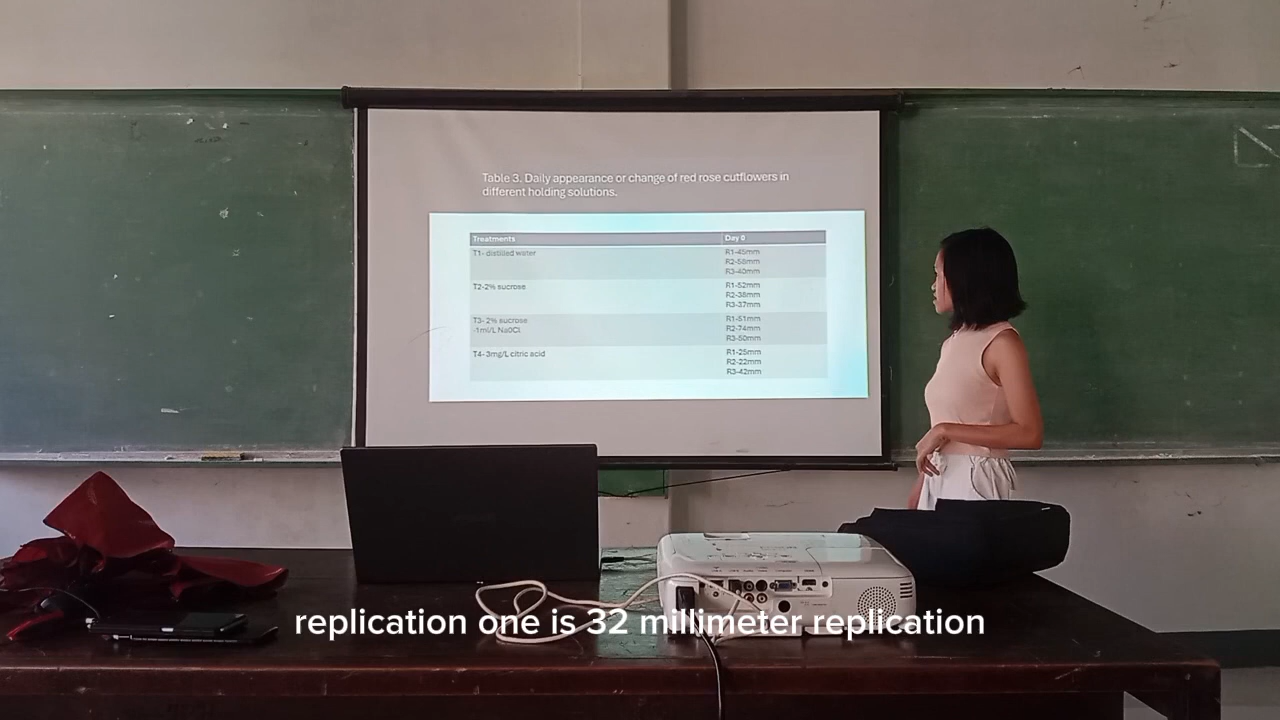 Table 3. Daily appearance or change of red rose cutflowers in
different holding solutions.
Treatments Day 0
T1- distilled water R1-45mm
R2-58mm
R3-40mm
T2-2% sucrose R1-52mm
R2-38mm
R3-37mm
T3- 2% sucrose R1-51mm
-1ml/L NaOCl. R2-74mm
R3-50mm
T4- 3mg/L citric acid R1-25mm
R2-22mm
R3-42mm
replication one is 32 millimeter replication